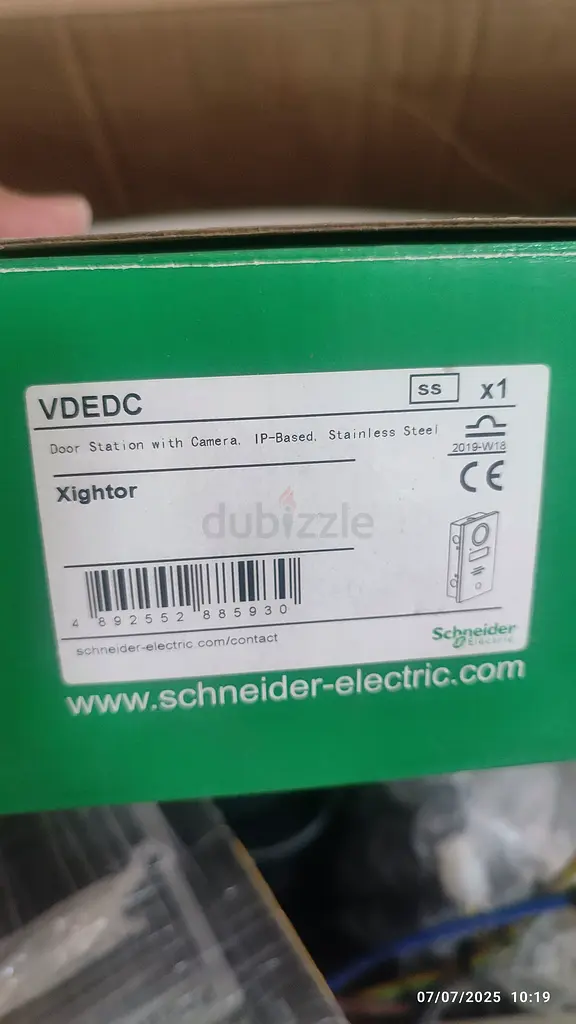 VDEDC
SS x1
Door Station with Camera, IP-Based, Stainless Steel
2019-W18
CE
Xightor
dubizzle
4 892552 885930
schneider-electric com/contact
Schneider
Electric
www.schneider-electric.com
07/07/2025 10:19